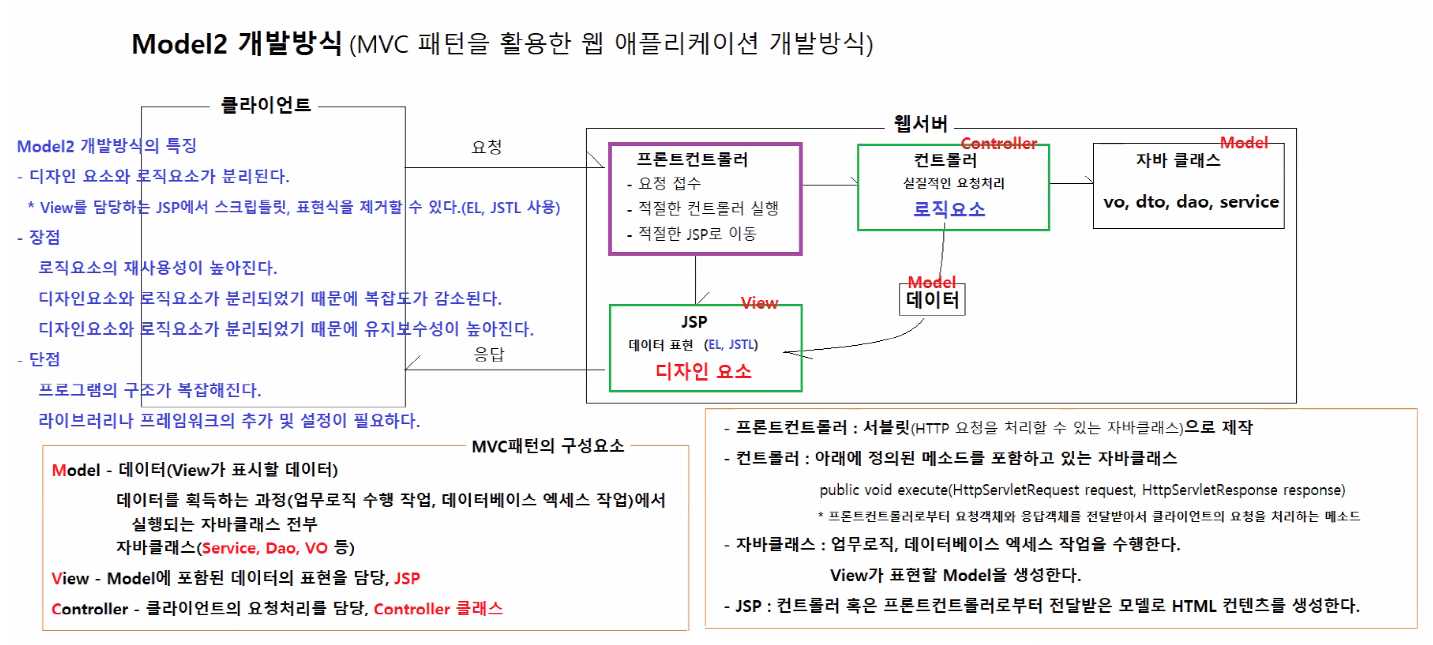 Model2 개발방식 (MVC 패턴을 활용한 웹 애플리케이션 개발방식)
클라이언트
Model2 개발방식의 특징
- 디자인 요소와 로직요소가 분리된다.
* View를 담당하는 JSP에서 스크립틀릿, 표현식을 제거할 수 있다.(EL, JSTL 사용)
- 장점
로직요소의 재사용성이 높아진다.
디자인요소와 로직요소가 분리되었기 때문에 복잡도가 감소된다.
디자인요소와 로직요소가 분리되었기 때문에 유지보수성이 높아진다.
- 단점
프로그램의 구조가 복잡해진다.
라이브러리나 프레임워크의 추가 및 설정이 필요하다.
요청
응답
웹서버
프론트컨트롤러
- 요청 접수
- 적절한 컨트롤러 실행
- 적절한 JSP로 이동
Controller
컨트롤러
실질적인 요청처리
로직요소
Model
자바 클래스
vo, dto, dao, service
Model
데이터
View
JSP
데이터 표현 (EL, JSTL)
디자인 요소
MVC패턴의 구성요소
Model - 데이터(View가 표시할 데이터)
데이터를 획득하는 과정(업무로직 수행 작업, 데이터베이스 엑세스 작업)에서
실행되는 자바클래스 전부
자바클래스(Service, Dao, VO 등)
View - Model에 포함된 데이터의 표현을 담당, JSP
Controller - 클라이언트의 요청처리를 담당, Controller 클래스
- 프론트컨트롤러 : 서블릿(HTTP 요청을 처리할 수 있는 자바클래스)으로 제작
- 컨트롤러 : 아래에 정의된 메소드를 포함하고 있는 자바클래스
public void execute(HttpServletRequest request, HttpServletResponse response)
* 프론트컨트롤러로부터 요청객체와 응답객체를 전달받아서 클라이언트의 요청을 처리하는 메소드
- 자바클래스 : 업무로직, 데이터베이스 엑세스 작업을 수행한다.
View가 표현할 Model을 생성한다.
- JSP : 컨트롤러 혹은 프론트컨트롤러로부터 전달받은 모델로 HTML 컨텐츠를 생성한다.